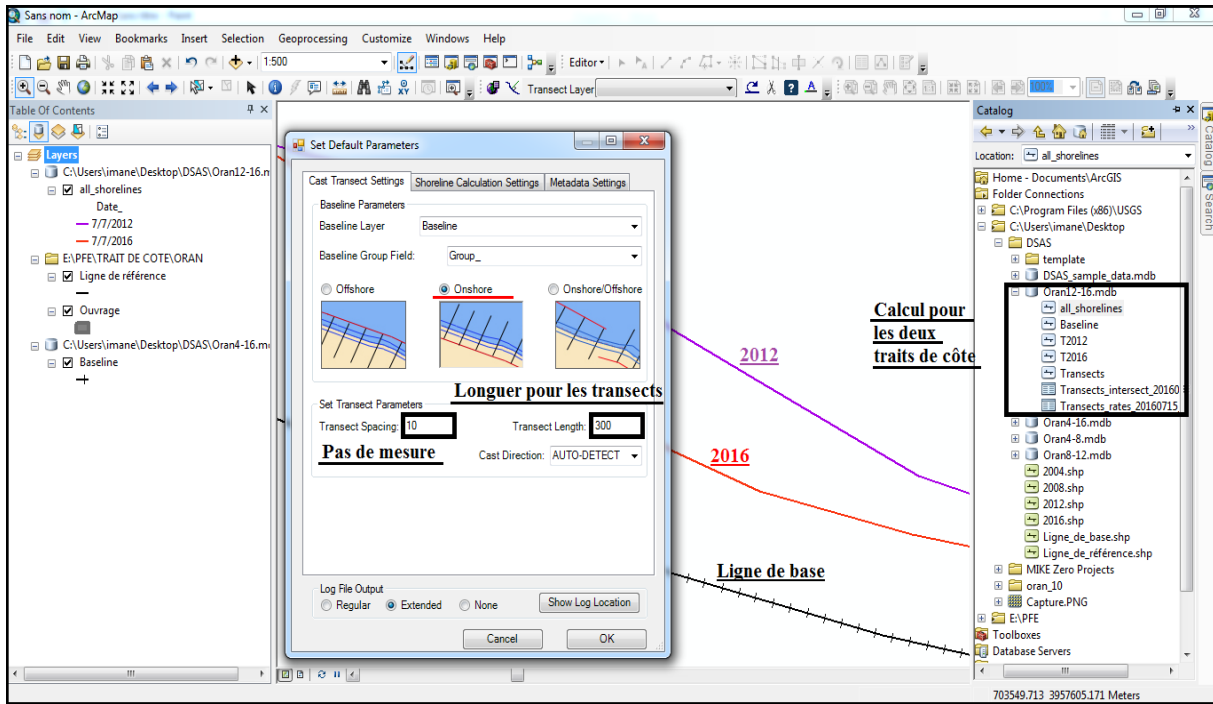 Sans nom - ArcMap
File Edit View Bookmarks Insert Selection Geoprocessing Customize Windows Help
1:500
Editor
Transect Layer
100%
Table Of Contents
Layers
C:\Users\imane\Desktop\DSAS\Oran12-16.m
all_shorelines
Date_
7/7/2012
7/7/2016
E:\PFE\TRAIT DE COTE\ORAN
Ligne de référence
Ouvrage
C:\Users\imane\Desktop\DSAS\Oran4-16.m
Baseline
Set Default Parameters
Cast Transect Settings Shoreline Calculation Settings Metadata Settings
Baseline Parameters
Baseline Layer Baseline
Baseline Group Field: Group_
Offshore Onshore Onshore/Offshore
Longuer pour les transects
Set Transect Parameters
Transect Spacing: 10 Transect Length: 300
Pas de mesure
Cast Direction: AUTO-DETECT
Log File Output
Regular Extended None
Show Log Location
Cancel OK
2012
2016
Ligne de base
Calcul pour
les deux
traits de côte
Catalog
Location: all_shorelines
Home - Documents\ArcGIS
Folder Connections
C:\Program Files (x86)\USGS
C:\Users\imane\Desktop
DSAS
template
DSAS_sample_data.mdb
Oran12-16.mdb
all_shorelines
Baseline
T2012
T2016
Transects
Transects_intersect_20160
Transects_rates_20160715_
Oran4-16.mdb
Oran4-8.mdb
Oran8-12.mdb
2004.shp
2008.shp
2012.shp
2016.shp
Ligne_de_base.shp
Ligne_de_référence.shp
MIKE Zero Projects
oran_10
Capture.PNG
E:\PFE
Toolboxes
Database Servers
Catalog
Search
703549.713 3957605.171 Meters